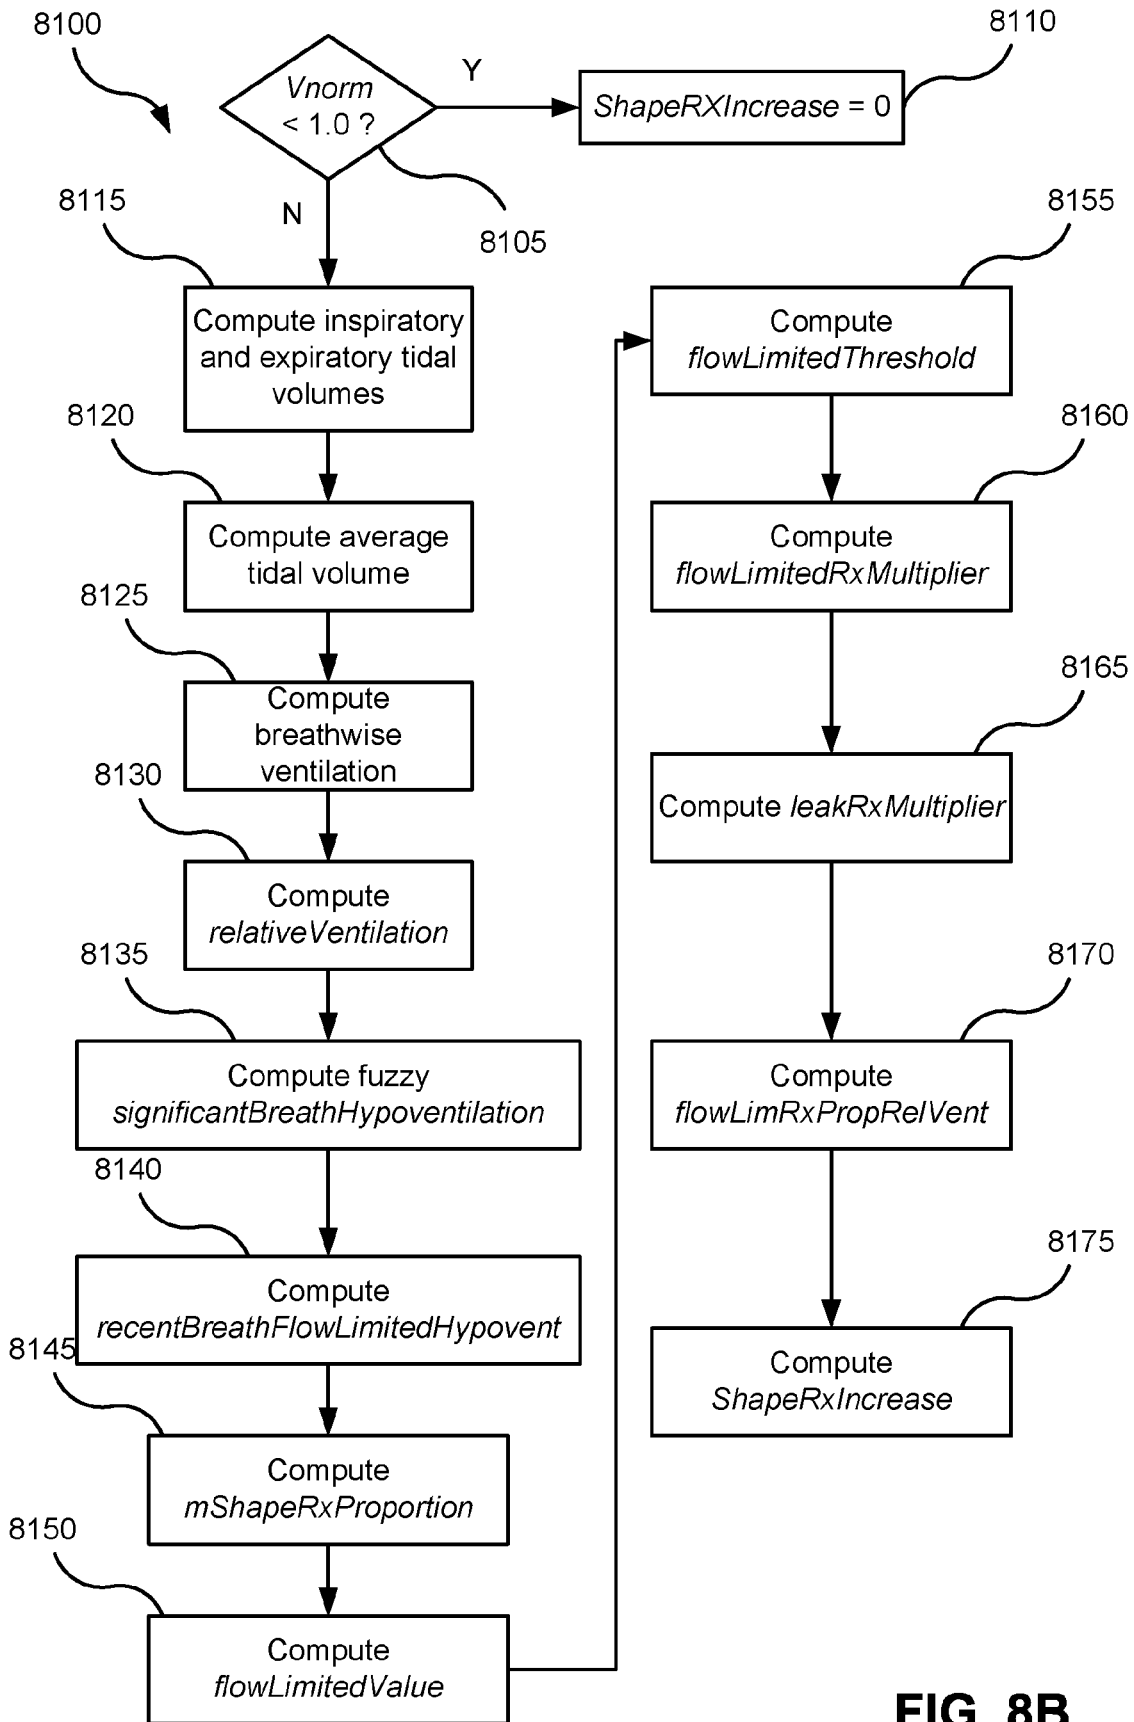 8100
Vnorm
< 1.0 ?
Y
ShapeRXIncrease = 0
8110
N
8105
8115
Compute inspiratory
and expiratory tidal
volumes
8120
Compute average
tidal volume
8125
Compute
breathwise
ventilation
8130
Compute
relativeVentilation
8135
Compute fuzzy
significantBreathHypoventilation
8140
Compute
recentBreathFlowLimitedHypovent
8145
Compute
mShapeRxProportion
8150
Compute
flowLimitedValue
8155
Compute
flowLimitedThreshold
8160
Compute
flowLimitedRxMultiplier
8165
Compute leakRxMultiplier
8170
Compute
flowLimRxPropRelVent
8175
Compute
ShapeRxIncrease
FIG. 8B